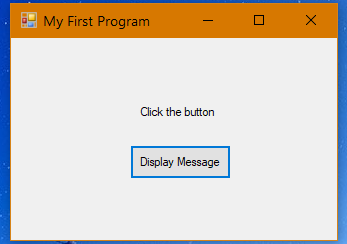 My First Program
Click the button
Display Message